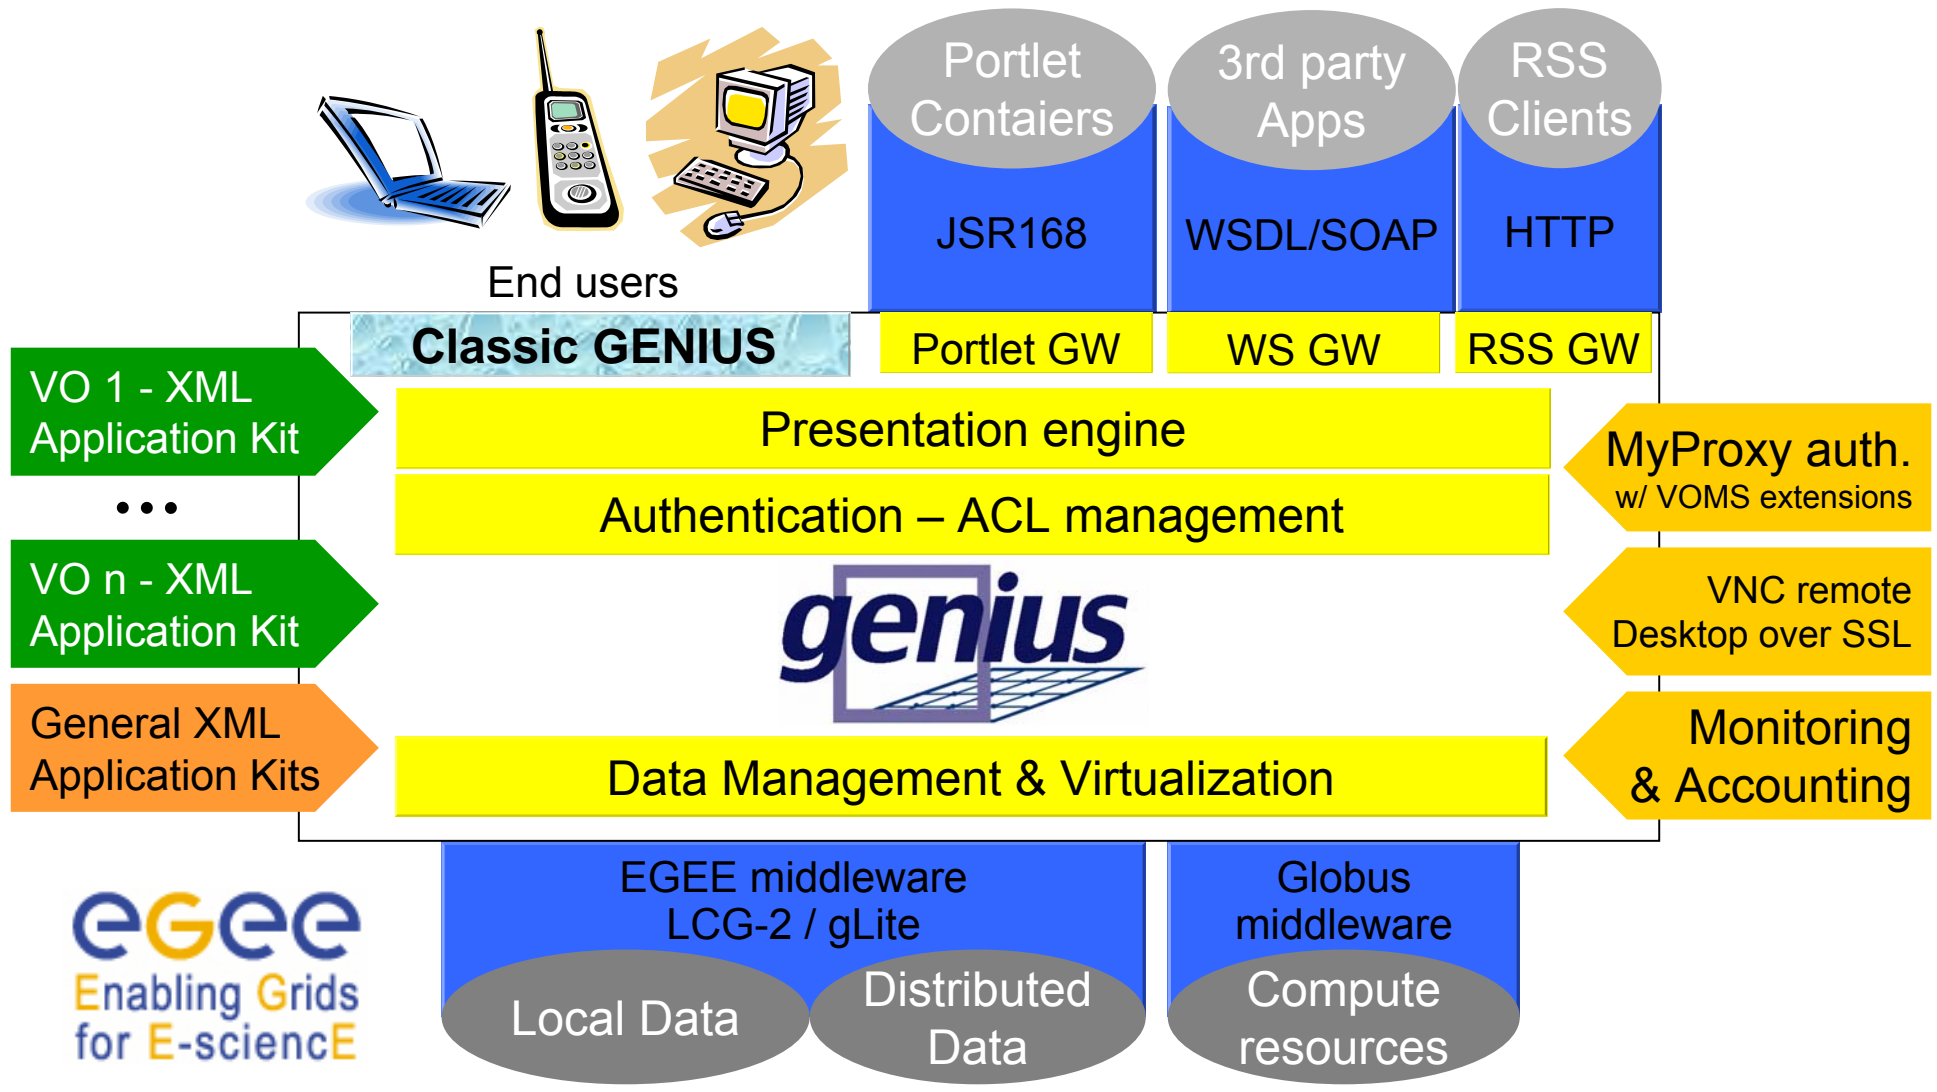 Portlet
Contaiers
3rd party
Apps
RSS
Clients
JSR168
WSDL/SOAP
HTTP
End users
Classic GENIUS
Portlet GW
WS GW
RSS GW
VO 1 - XML
Application Kit
...
VO n - XML
Application Kit
General XML
Application Kits
Presentation engine
Authentication – ACL management
genius
Data Management & Virtualization
MyProxy auth.
w/ VOMS extensions
VNC remote
Desktop over SSL
Monitoring
& Accounting
EGEE middleware
LCG-2 / gLite
Globus
middleware
Local Data
Distributed
Data
Compute
resources
eGee
Enabling Grids
for E-sciencE